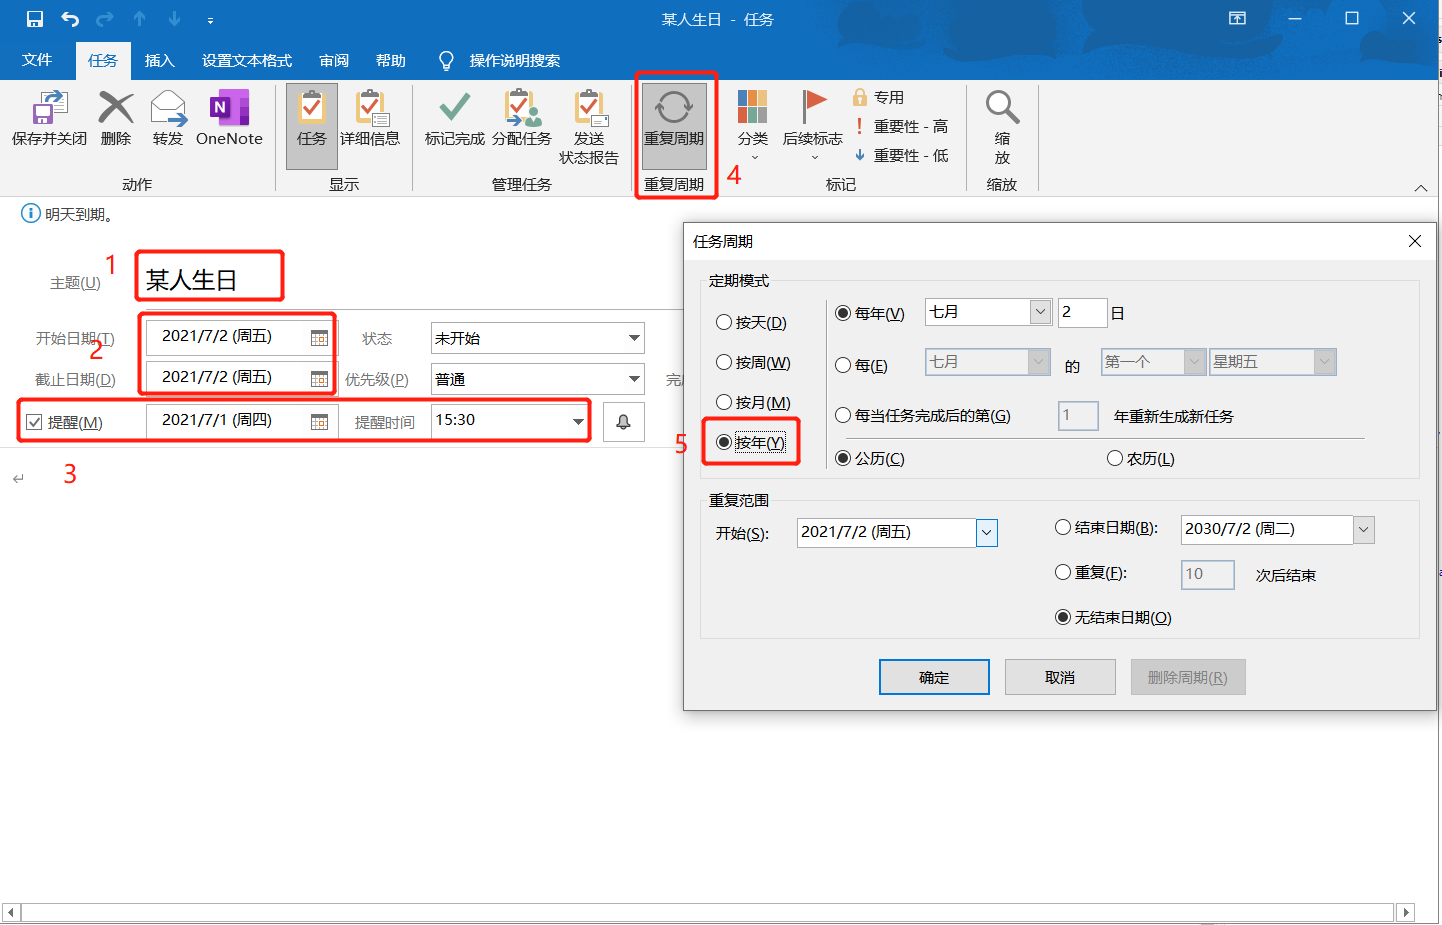 某人生日 - 任务
文件 任务 插入 设置文本格式 审阅 帮助 操作说明搜索
保存并关闭 删除 转发 OneNote 任务 详细信息 标记完成 分配任务 发送 状态报告 重复周期 分类 后续标志 专用 缩 放
重要性 - 高
重要性 - 低
动作 显示 管理任务 重复周期 标记 缩放
4
明天到期。
1
主题(U) 某人生日
开始日期(T) 2021/7/2 (周五) 状态 未开始
2
截止日期(D) 2021/7/2 (周五) 优先级(P) 普通
提醒(M) 2021/7/1 (周四) 提醒时间 15:30
3
任务周期
定期模式
按天(D)
按周(W)
按月(M)
5 按年(Y)
每年(V) 七月 2 日
每(E) 七月 的 第一个 星期五
每当任务完成后的第(G) 1 年重新生成新任务
公历(C) 农历(L)
重复范围
开始(S): 2021/7/2 (周五)
结束日期(B): 2030/7/2 (周二)
重复(F): 10 次后结束
无结束日期(O)
确定 取消 删除周期(R)